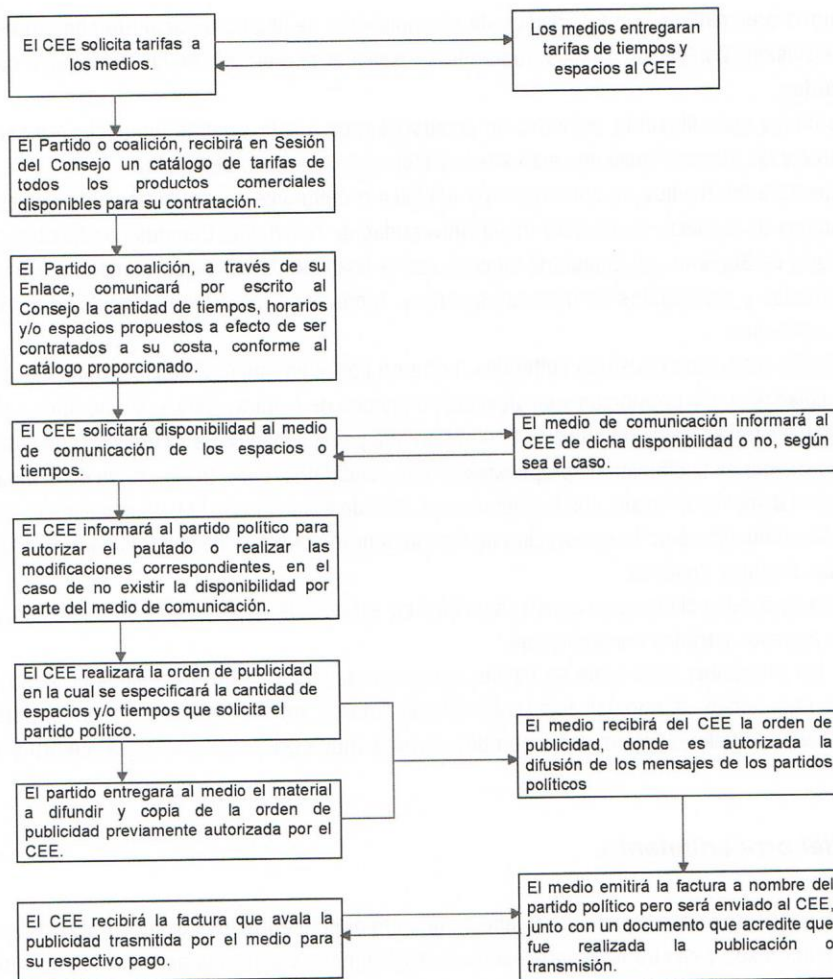 El CEE solicita tarifas a
los medios.
Los medios entregaran
tarifas de tiempos y
espacios al CEE
El Partido o coalición, recibirá en Sesión
del Consejo un catálogo de tarifas de
todos los productos comerciales
disponibles para su contratación.
El Partido o coalición, a través de su
Enlace, comunicará por escrito al
Consejo la cantidad de tiempos, horarios
y/o espacios propuestos a efecto de ser
contratados a su costa, conforme al
catálogo proporcionado.
El CEE solicitará disponibilidad al medio
de comunicación de los espacios o
tiempos.
El medio de comunicación informará al
CEE de dicha disponibilidad o no, según
sea el caso.
El CEE informará al partido político para
autorizar el pautado o realizar las
modificaciones correspondientes, en el
caso de no existir la disponibilidad por
parte del medio de comunicación.
El CEE realizará la orden de publicidad
en la cual se especificará la cantidad de
espacios y/o tiempos que solicita el
partido político.
El partido entregará al medio el material
a difundir y copia de la orden de
publicidad previamente autorizada por el
CEE.
El medio recibirá del CEE la orden de
publicidad, donde es autorizada la
difusión de los mensajes de los partidos
políticos
El medio emitirá la factura a nombre del
partido político pero será enviado al CEE,
junto con un documento que acredite que
fue realizada la publicación o
transmisión.
El CEE recibirá la factura que avala la
publicidad trasmitida por el medio para
su respectivo pago.